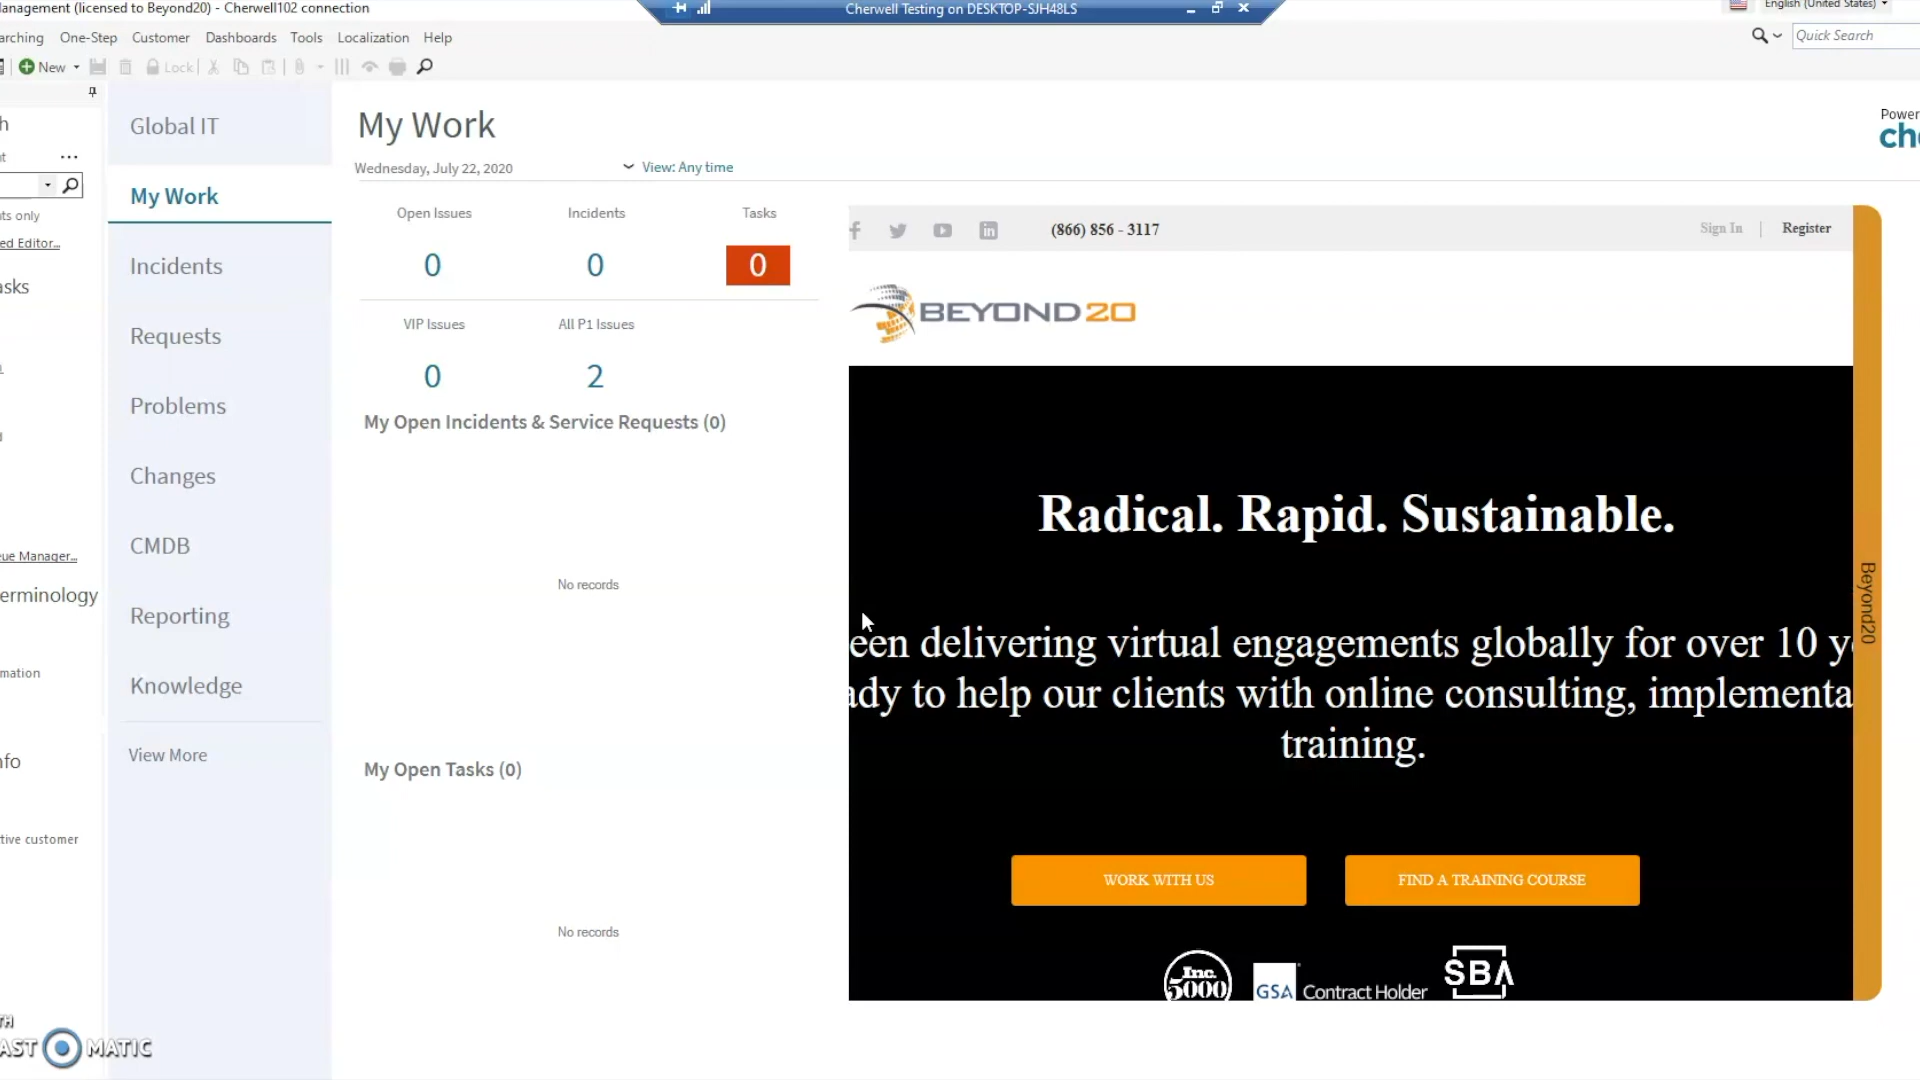 anagement (licensed to Beyond20) - Cherwell102 connection
Cherwell Testing on DESKTOP-SJH48LS
English (United States)
arching One-Step Customer Dashboards Tools Localization Help
Quick Search
New Lock
h
t
ts only
ed Editor...
asks
ue Manager...
erminology
mation
nfo
tive customer
Global IT
My Work
Incidents
Requests
Problems
Changes
CMDB
Reporting
Knowledge
View More
My Work
Wednesday, July 22, 2020
View: Any time
Power
che
Open Issues Incidents Tasks
0 0 0
VIP Issues All P1 Issues
0 2
My Open Incidents & Service Requests (0)
No records
My Open Tasks (0)
No records
(866) 856 - 3117
Sign In | Register
BEYOND20
Radical. Rapid. Sustainable.
een delivering virtual engagements globally for over 10 y
ady to help our clients with online consulting, implementa
training.
WORK WITH US
FIND A TRAINING COURSE
Inc. 5000
GSA Contract Holder
SBA
Beyond20
TH
AST MATIC